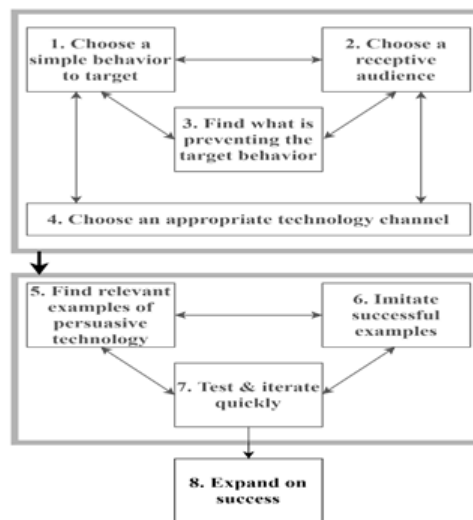 1. Choose a
simple behavior
to target
2. Choose a
receptive
audience
3. Find what is
preventing the
target behavior
4. Choose an appropriate technology channel
5. Find relevant
examples of
persuasive
technology
6. Imitate
successful
examples
7. Test & iterate
quickly
8. Expand on
success